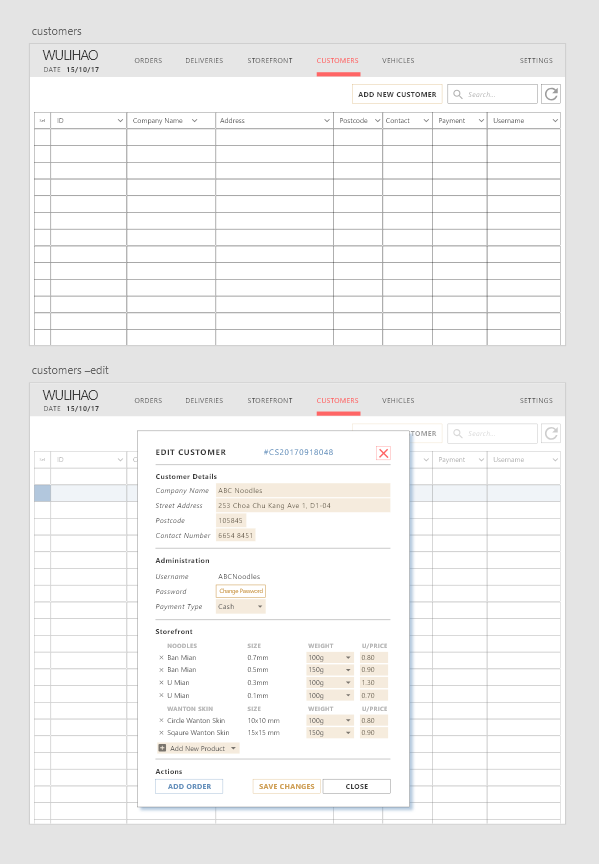 customers
WULIHAO
DATE 15/10/17
ORDERS DELIVERIES STOREFRONT CUSTOMERS VEHICLES SETTINGS
ADD NEW CUSTOMER Search...
ID Company Name Address Postcode Contact Payment Username
customers –edit
WULIHAO
DATE 15/10/17
ORDERS DELIVERIES STOREFRONT CUSTOMERS VEHICLES SETTINGS
TOMER Search...
ID C Payment Username
EDIT CUSTOMER #CS20170918048
Customer Details
Company Name ABC Noodles
Street Address 253 Choa Chu Kang Ave 1, D1-04
Postcode 105845
Contact Number 6654 8451
Administration
Username ABCNoodles
Password Change Password
Payment Type Cash
Storefront
NOODLES SIZE WEIGHT U/PRICE
× Ban Mian 0.7mm 100g 0.80
× Ban Mian 0.5mm 150g 0.90
× U Mian 0.3mm 100g 1.30
× U Mian 0.1mm 100g 0.70
WANTON SKIN SIZE WEIGHT U/PRICE
× Circle Wanton Skin 10x10 mm 100g 0.80
× Sqaure Wanton Skin 15x15 mm 150g 0.90
+ Add New Product
Actions
ADD ORDER SAVE CHANGES CLOSE